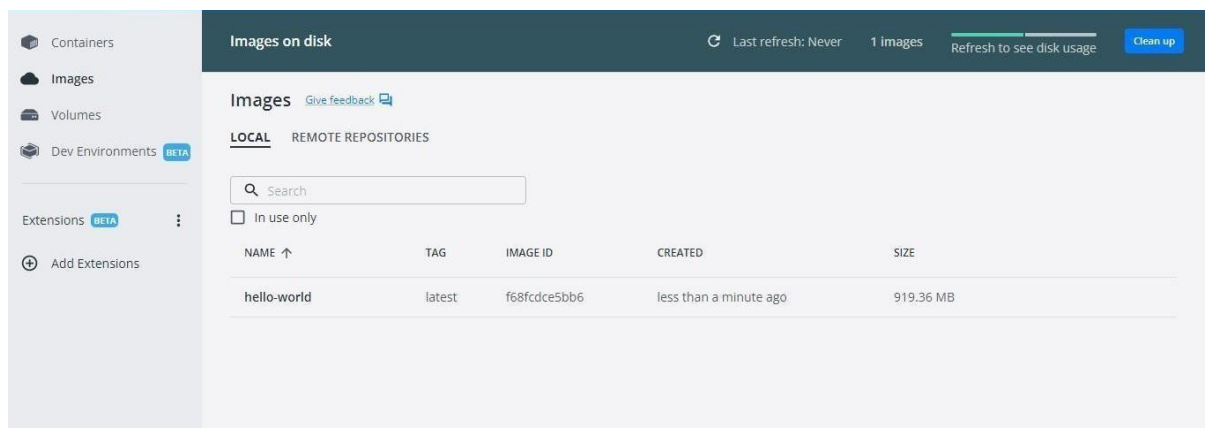 Containers
Images
Volumes
Dev Environments BETA
Extensions BETA
Add Extensions
Images on disk
Last refresh: Never
1 images
Refresh to see disk usage
Clean up
Images Give feedback
LOCAL REMOTE REPOSITORIES
Search
In use only
NAME TAG IMAGE ID CREATED SIZE
hello-world latest f68fcdce5bb6 less than a minute ago 919.36 MB